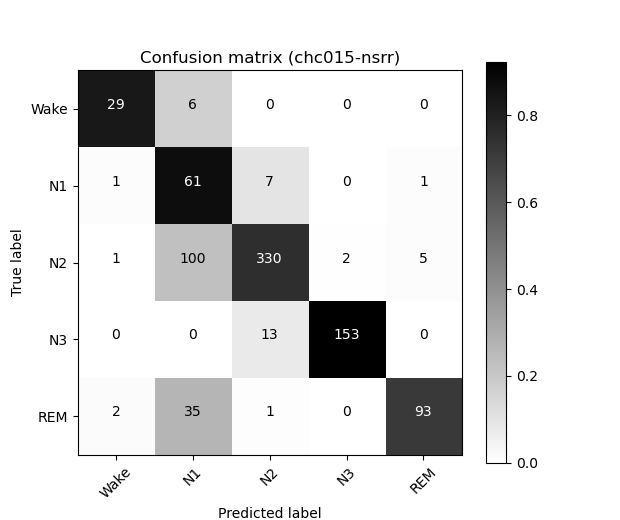 Confusion matrix (chc015-nsrr)
Wake 29 6 0 0 0
N1 1 61 7 0 1
N2 1 100 330 2 5
N3 0 0 13 153 0
REM 2 35 1 0 93
Wake N1 N2 N3 REM
Predicted label
True label
0.8
0.6
0.4
0.2
0.0